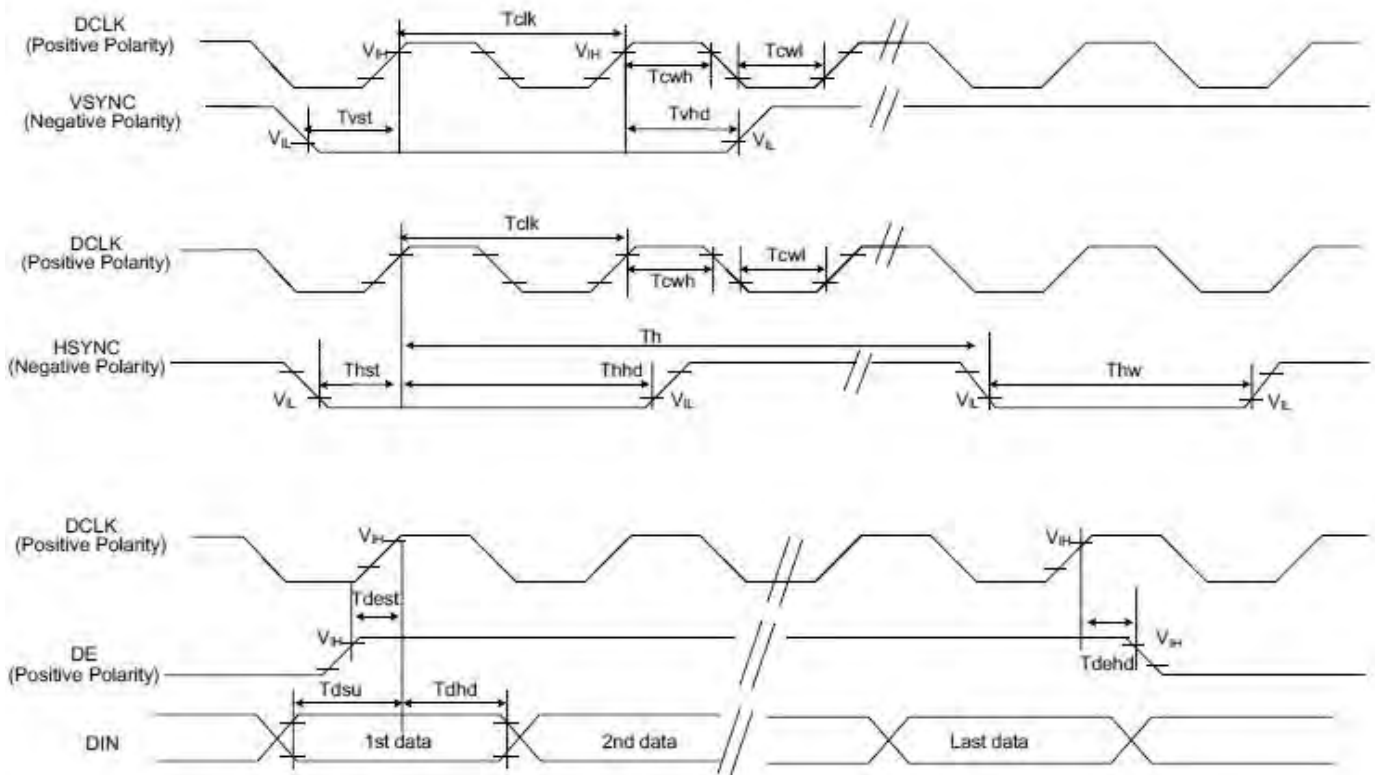 DCLK
(Positive Polarity)
Tclk
VIH
VIH
Tcwh
Tcwl
VSYNC
(Negative Polarity)
Tvst
Tvhd
VIL
VIL
DCLK
(Positive Polarity)
Tclk
Tcwh
Tcwl
HSYNC
(Negative Polarity)
Th
Thst
Thhd
Thw
VIL
VIL
VIL
VIL
DCLK
(Positive Polarity)
VIH
VIH
Tdest
DE
(Positive Polarity)
VIH
VIH
Tdehd
Tdsu
Tdhd
DIN
1st data
2nd data
Last data